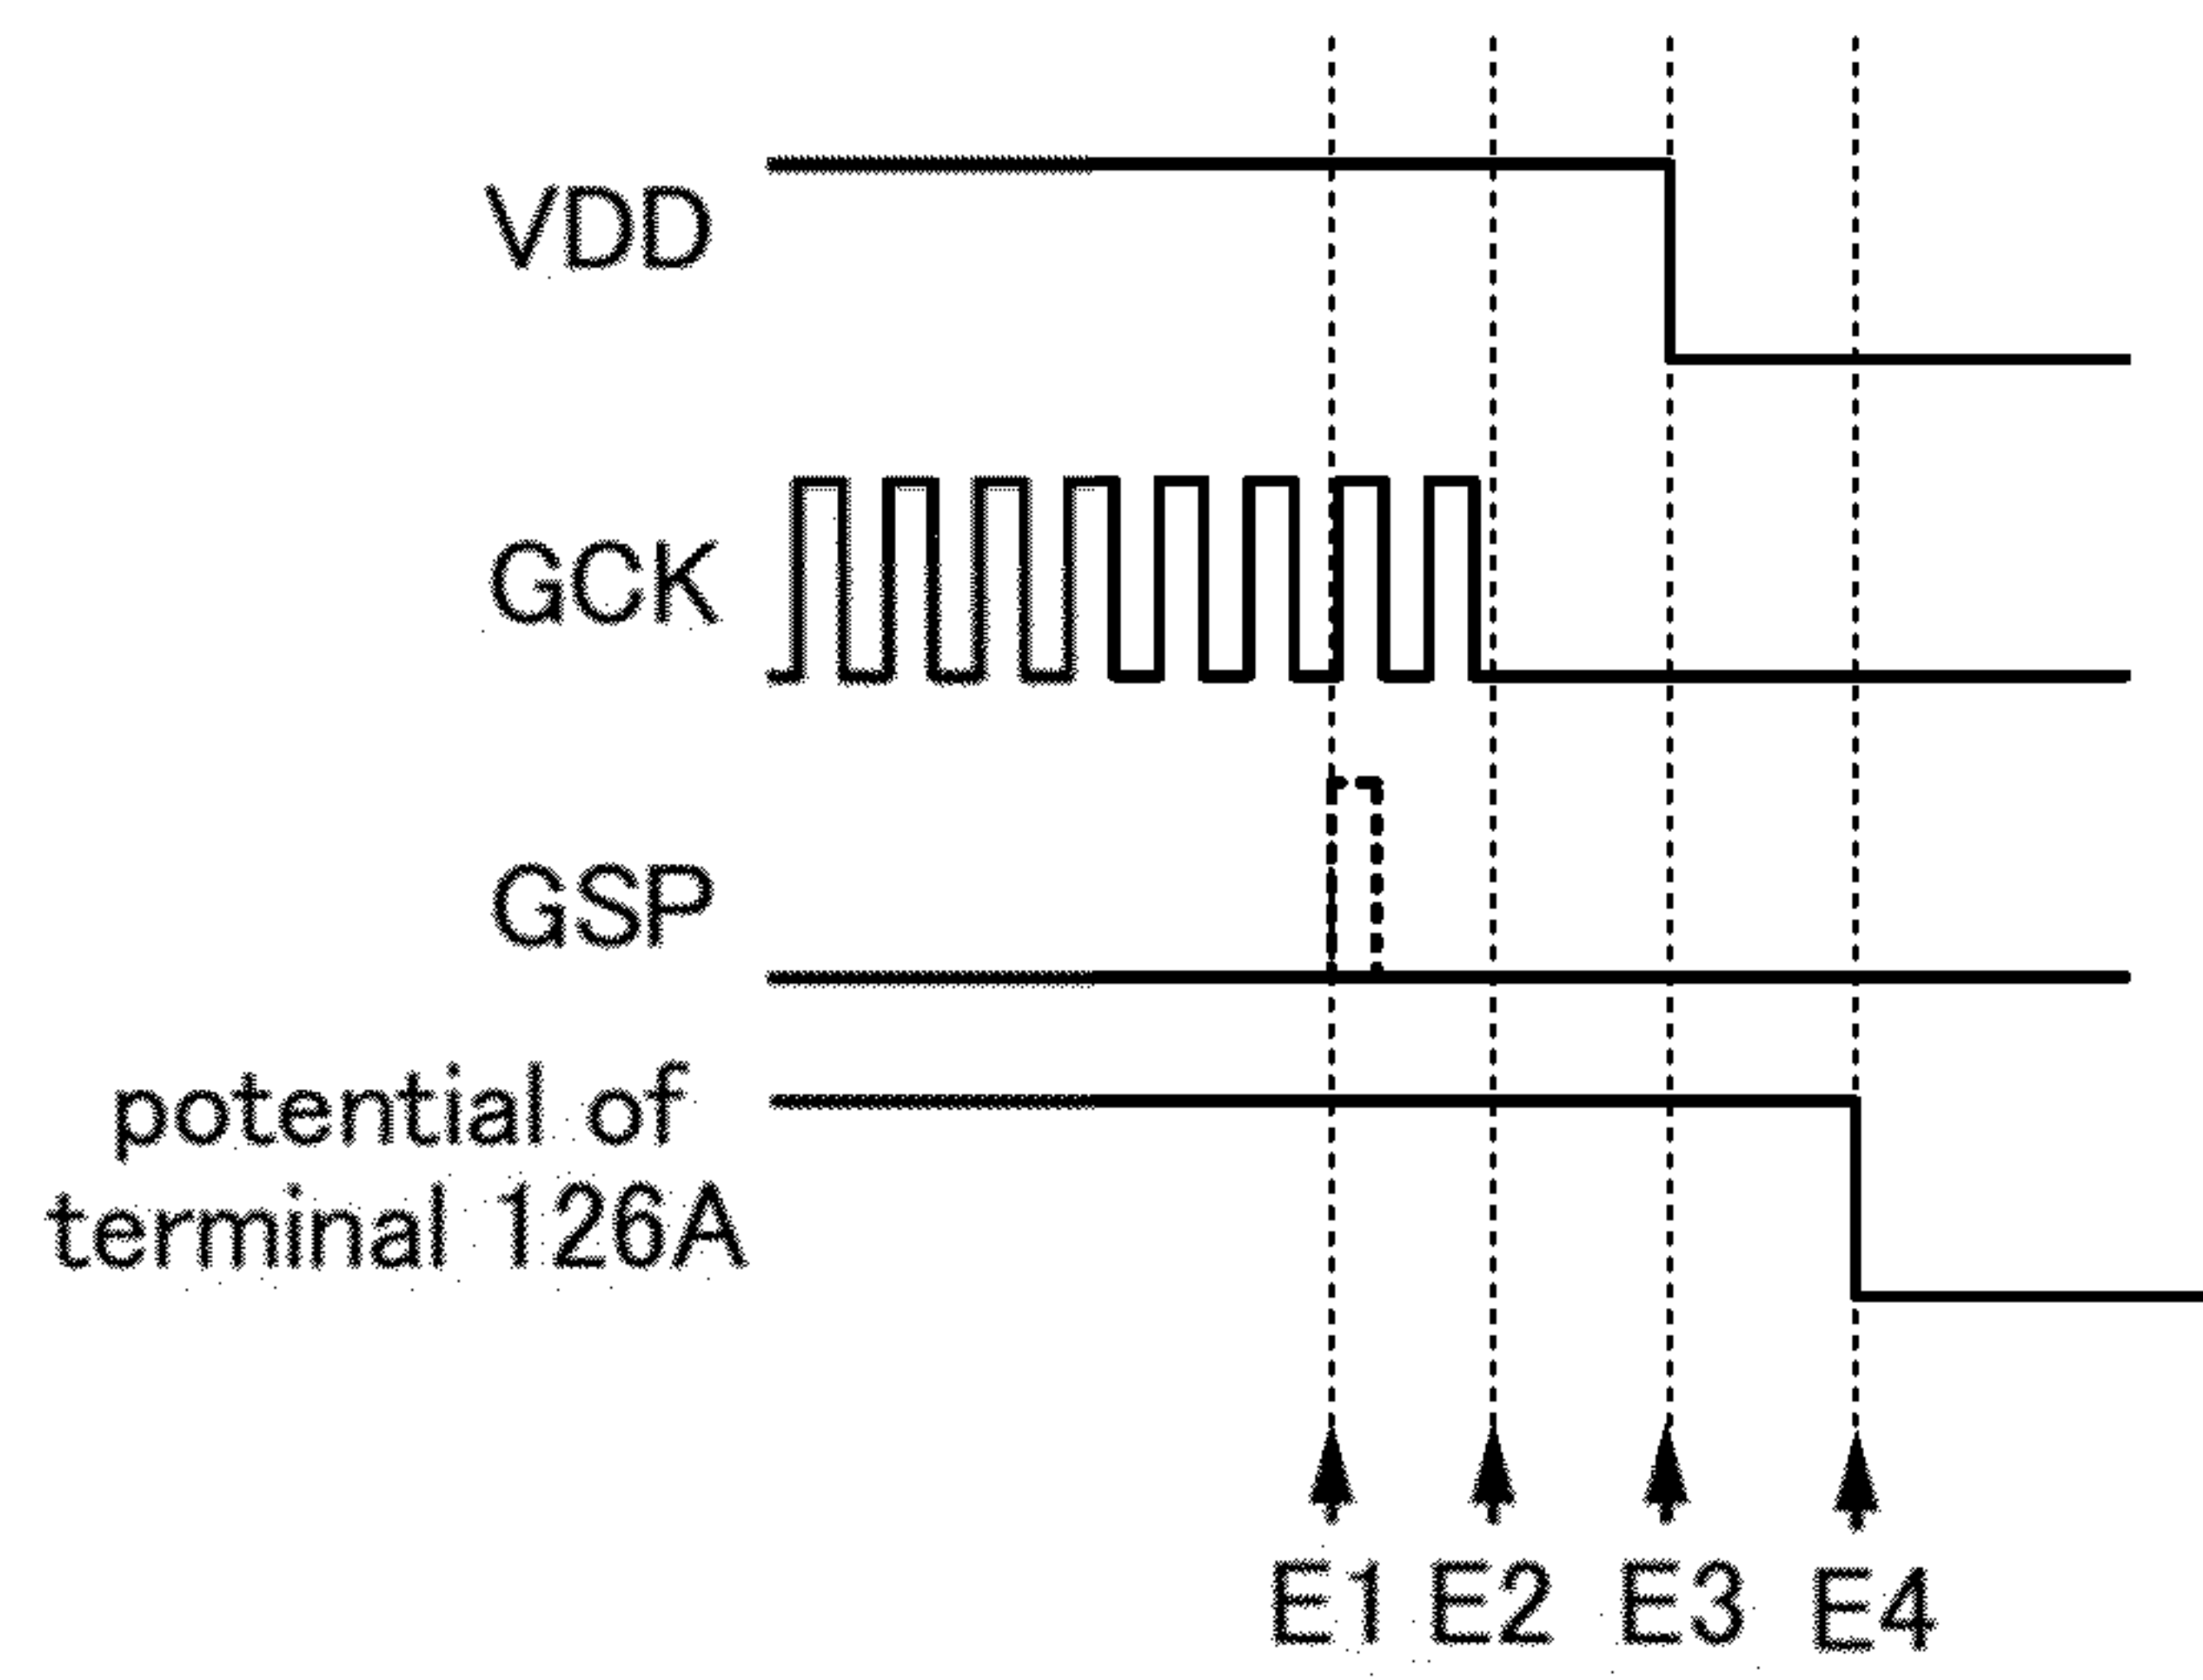 VDD
GCK
GSP
potential of
terminal 126A
E1 E2 E3 E4